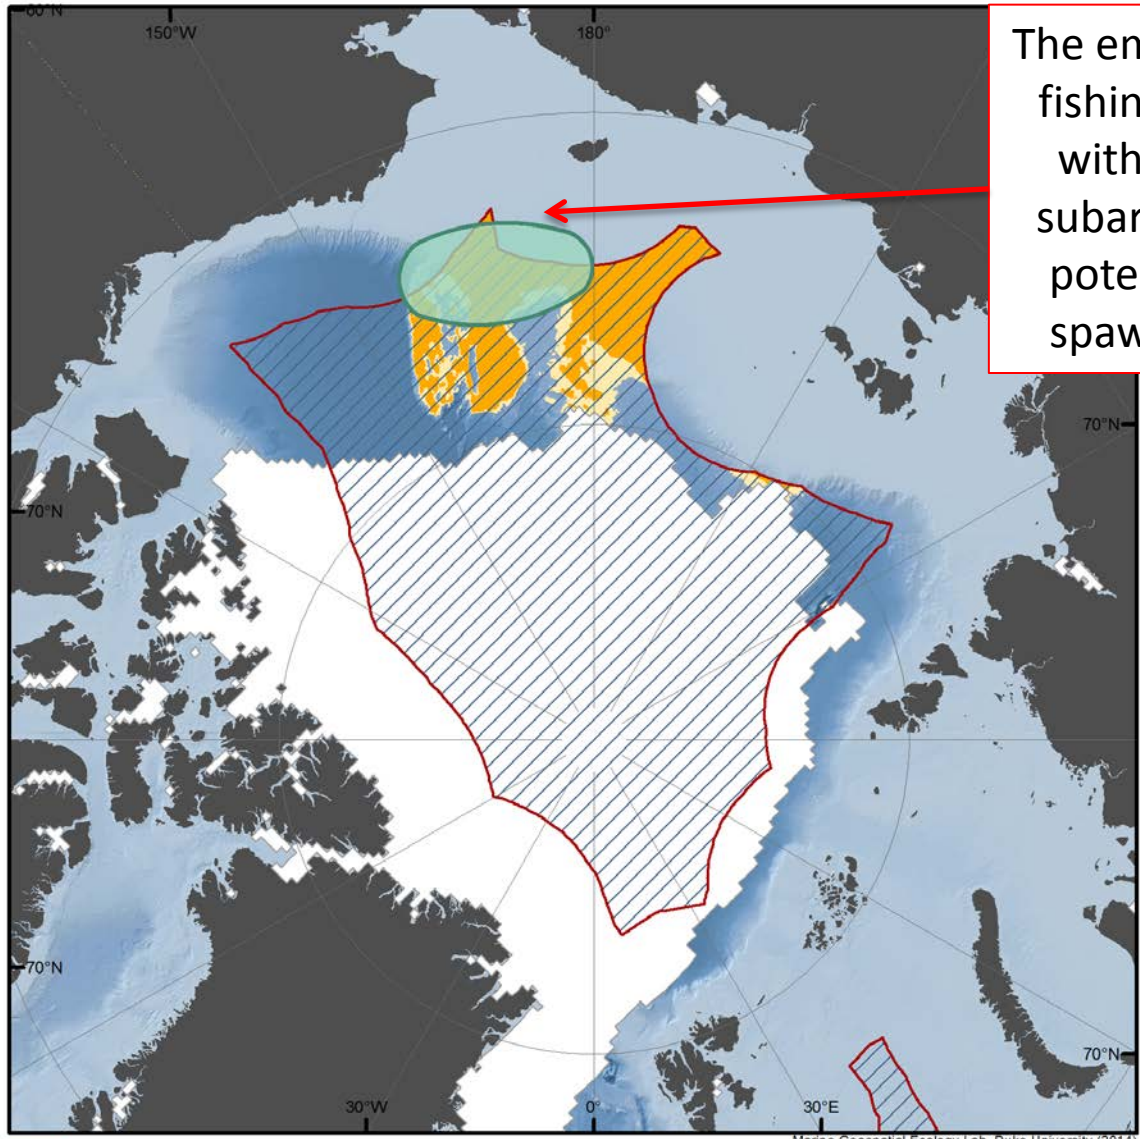 60°N
150°W
180°
The
fishin
with
subar
pote
spaw
70°N
70°N
70°N
70°N
30°W
0°
30°E
Marine Geospatial Ecology Lab, Duke University (2014)